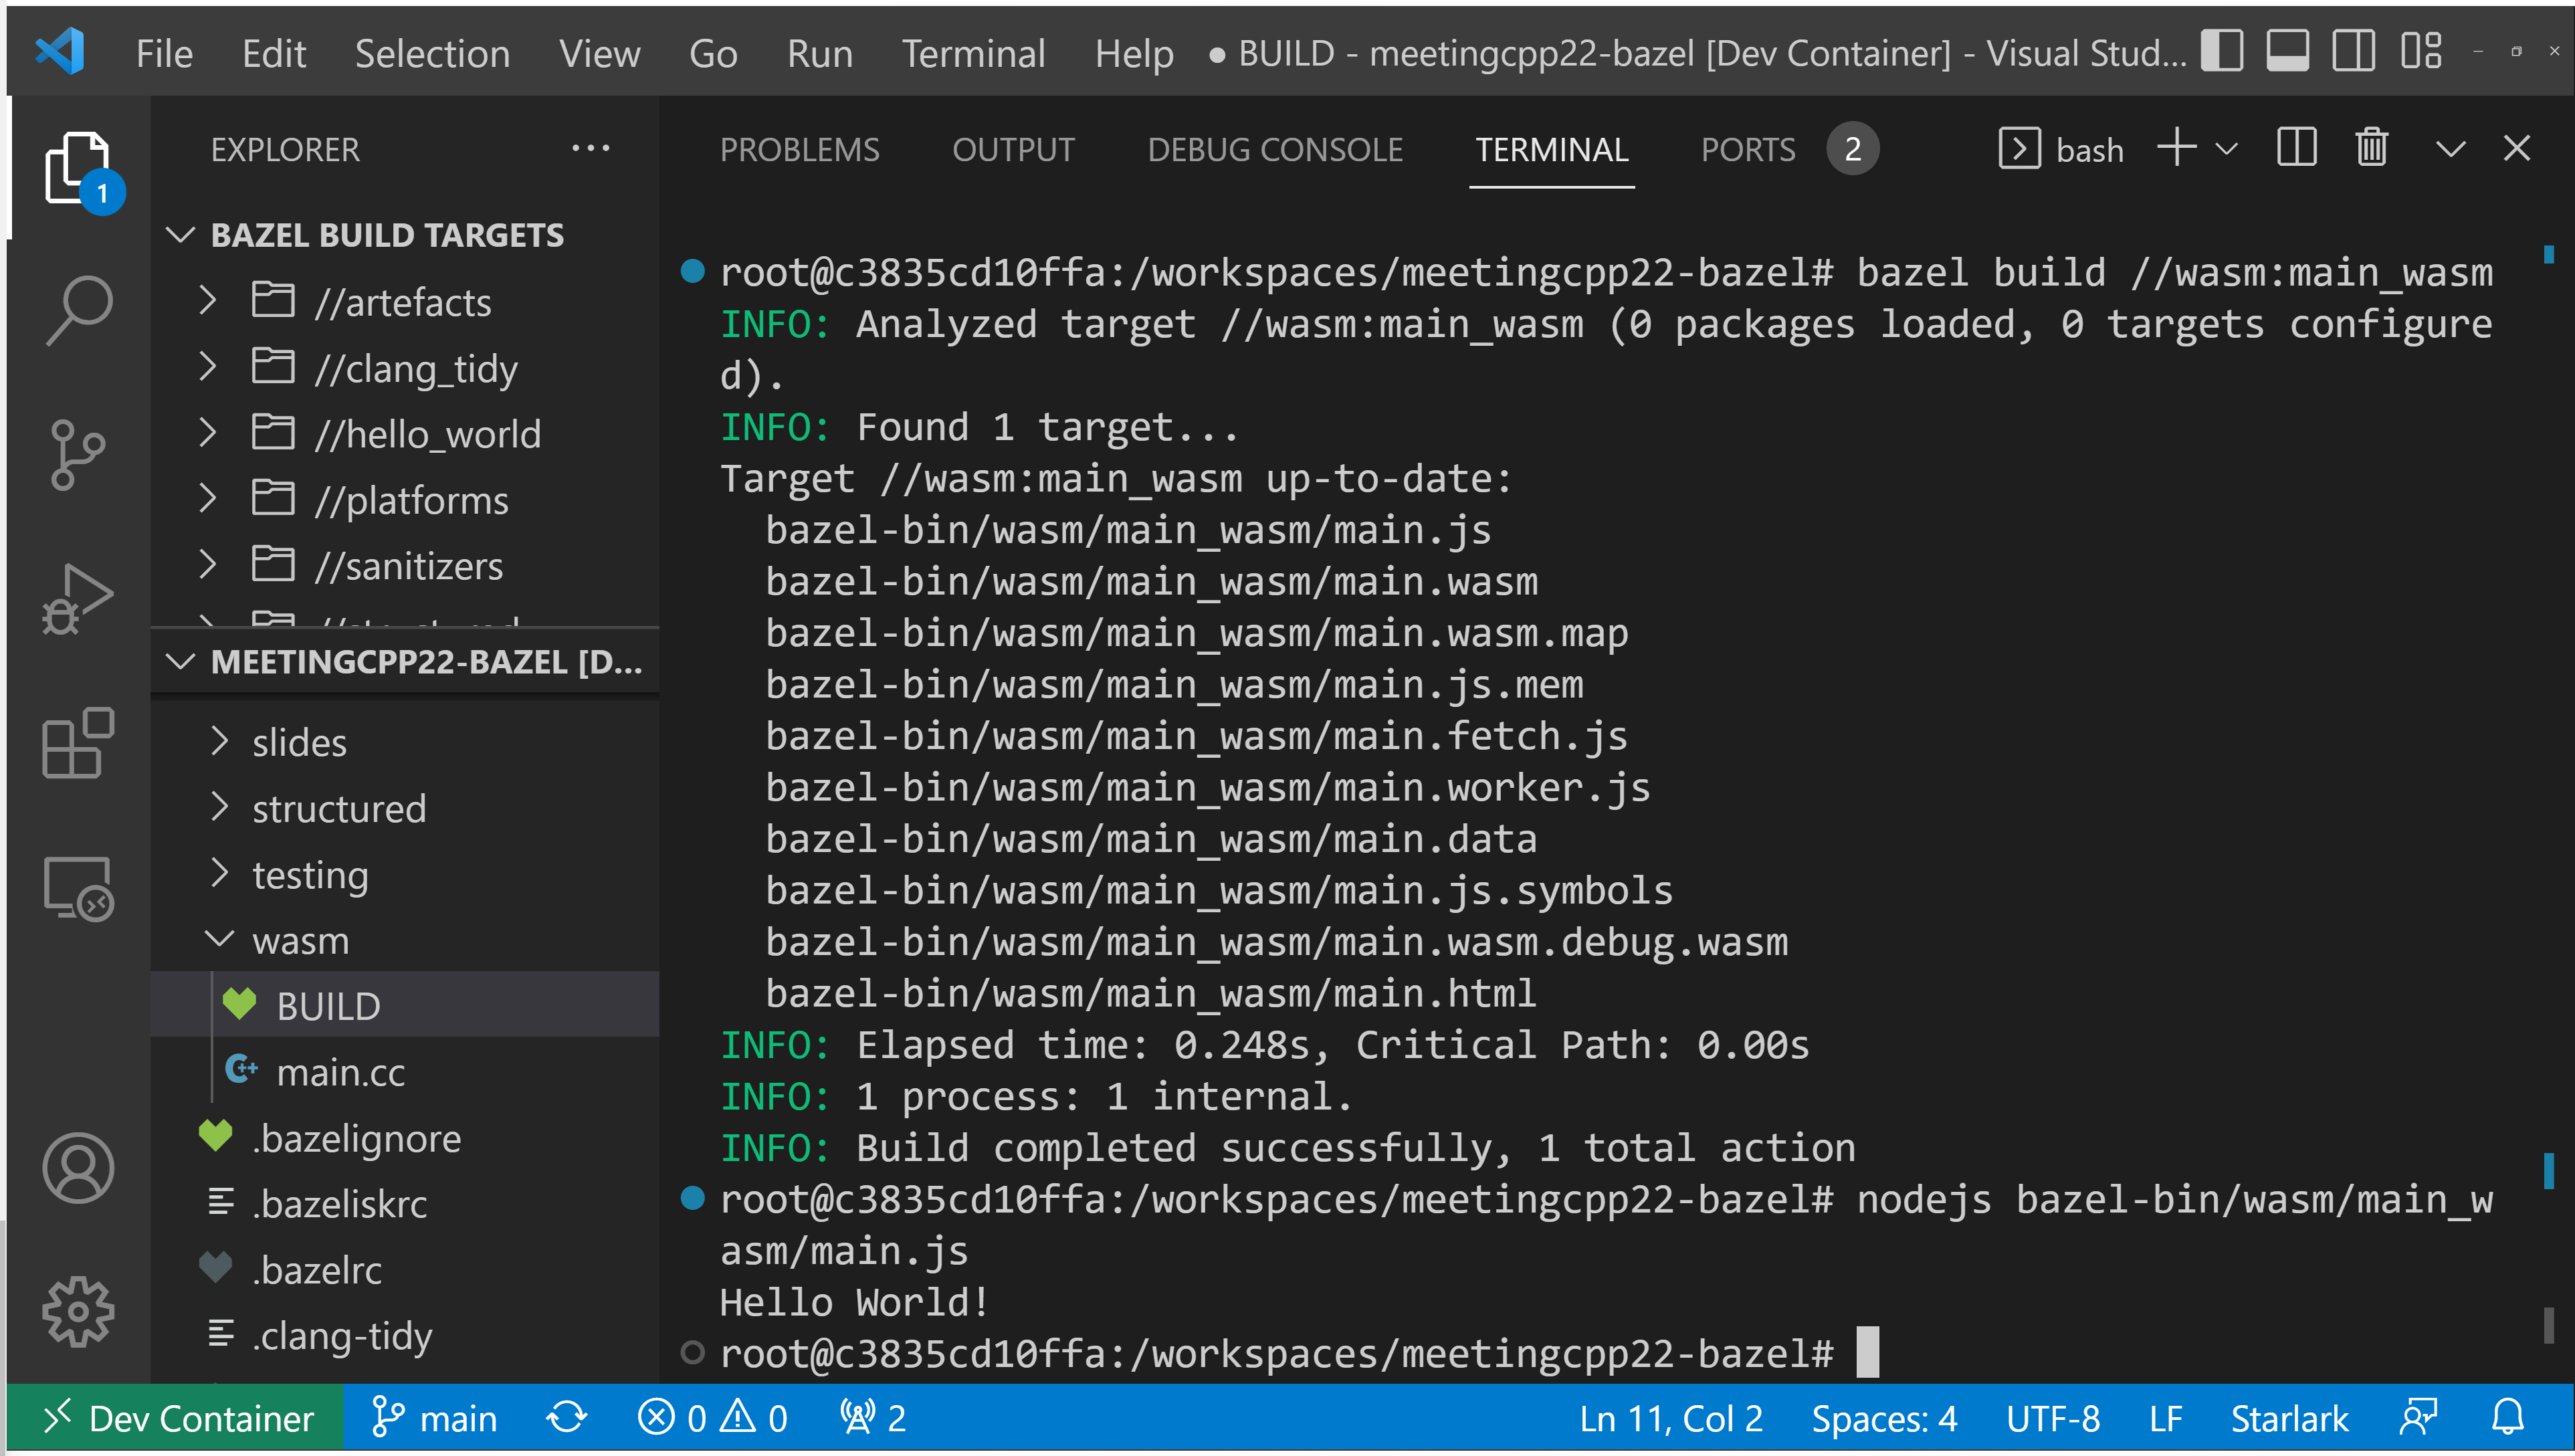 File Edit Selection View Go Run Terminal Help ● BUILD - meetingcpp22-bazel [Dev Container] - Visual Stud...
EXPLORER ...
1
BAZEL BUILD TARGETS
//artefacts
//clang_tidy
//hello_world
//platforms
//sanitizers
MEETINGCPP22-BAZEL [D...
slides
structured
testing
wasm
BUILD
main.cc
.bazelignore
.bazeliskrc
.bazelrc
.clang-tidy
PROBLEMS OUTPUT DEBUG CONSOLE TERMINAL PORTS 2 bash
root@c3835cd10ffa:/workspaces/meetingcpp22-bazel# bazel build //wasm:main_wasm
INFO: Analyzed target //wasm:main_wasm (0 packages loaded, 0 targets configure
d).
INFO: Found 1 target...
Target //wasm:main_wasm up-to-date:
bazel-bin/wasm/main_wasm/main.js
bazel-bin/wasm/main_wasm/main.wasm
bazel-bin/wasm/main_wasm/main.wasm.map
bazel-bin/wasm/main_wasm/main.js.mem
bazel-bin/wasm/main_wasm/main.fetch.js
bazel-bin/wasm/main_wasm/main.worker.js
bazel-bin/wasm/main_wasm/main.data
bazel-bin/wasm/main_wasm/main.js.symbols
bazel-bin/wasm/main_wasm/main.wasm.debug.wasm
bazel-bin/wasm/main_wasm/main.html
INFO: Elapsed time: 0.248s, Critical Path: 0.00s
INFO: 1 process: 1 internal.
INFO: Build completed successfully, 1 total action
root@c3835cd10ffa:/workspaces/meetingcpp22-bazel# nodejs bazel-bin/wasm/main_w
asm/main.js
Hello World!
root@c3835cd10ffa:/workspaces/meetingcpp22-bazel#
Dev Container main 0 0 2 Ln 11, Col 2 Spaces: 4 UTF-8 LF Starlark